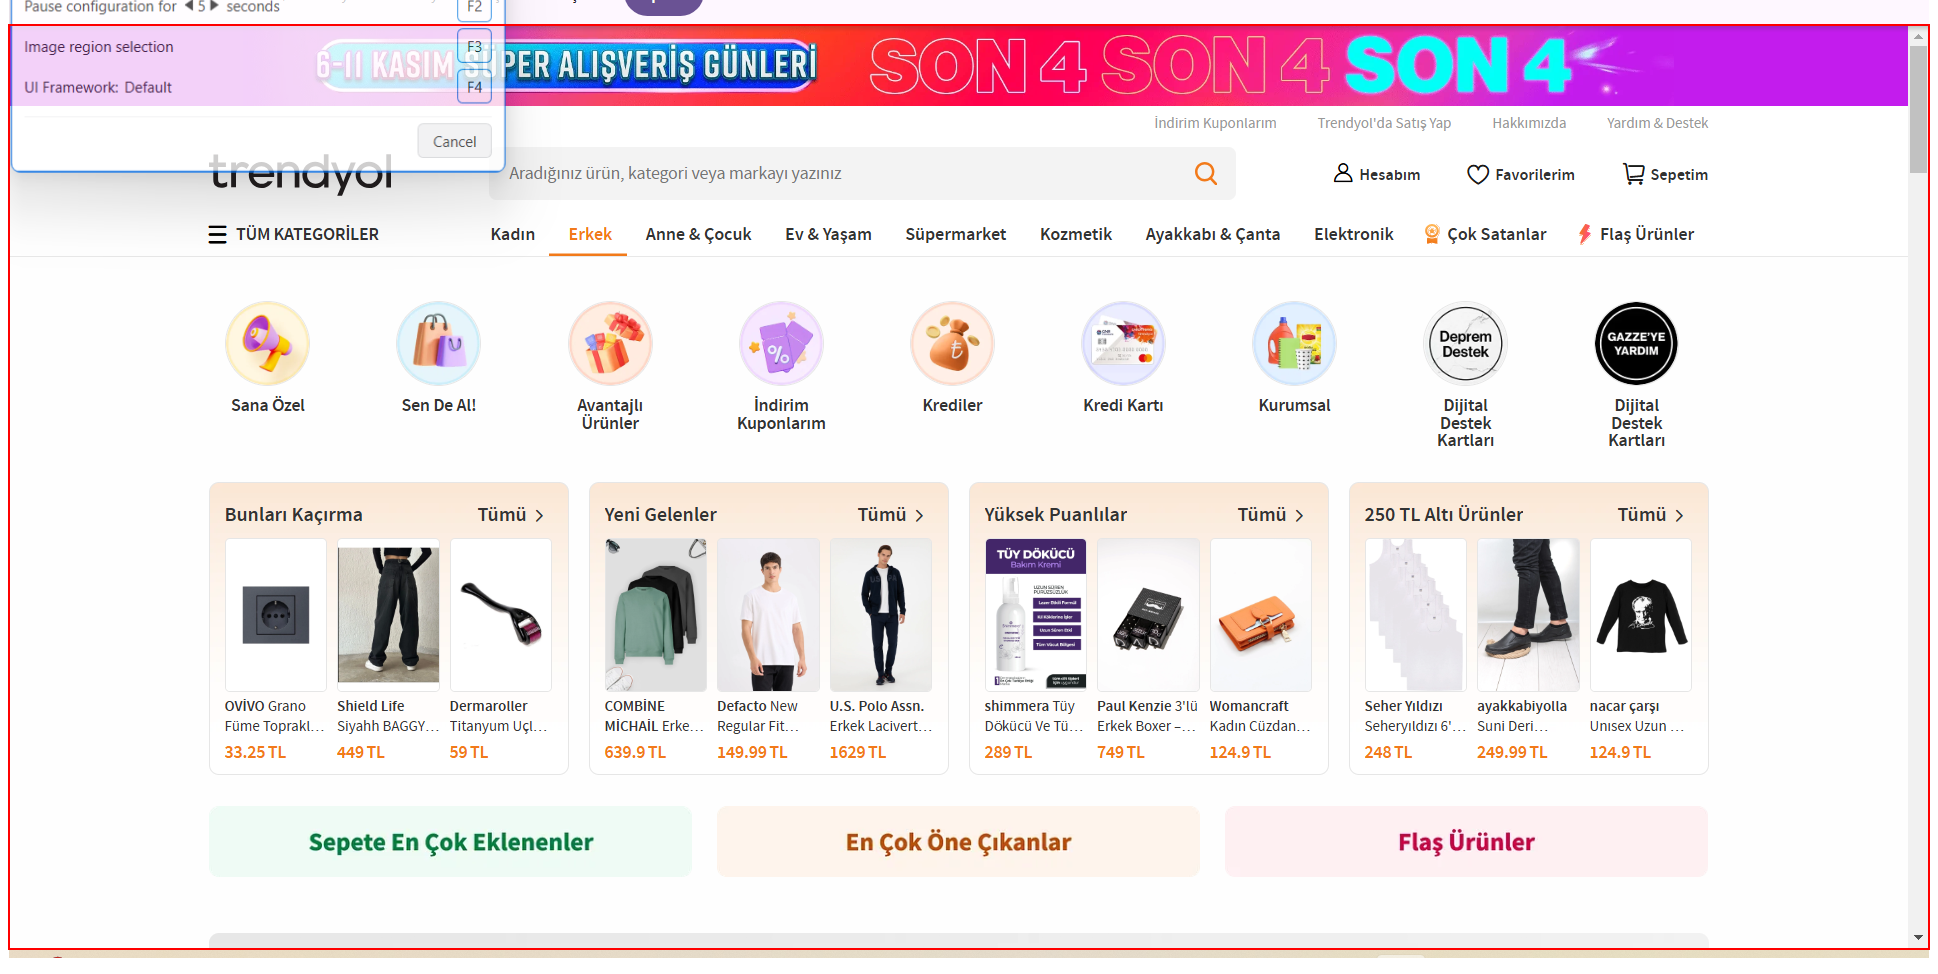 Pause configuration for 5 seconds
F2
Image region selection
F3
UI Framework: Default
F4
Cancel
6-11 KASIM SÜPER ALIŞVERİŞ GÜNLERİ
SON 4 SON 4 SON 4
İndirim Kuponlarım
Trendyol'da Satış Yap
Hakkımızda
Yardım & Destek
trendyol
Aradığınız ürün, kategori veya markayı yazınız
Hesabım
Favorilerim
Sepetim
TÜM KATEGORİLER
Kadın
Erkek
Anne & Çocuk
Ev & Yaşam
Süpermarket
Kozmetik
Ayakkabı & Çanta
Elektronik
Çok Satanlar
Flaş Ürünler
Sana Özel
Sen De Al!
Avantajlı
Ürünler
%
İndirim
Kuponlarım
Krediler
Kredi Kartı
Kurumsal
Deprem
Destek
Dijital
Destek
Kartları
GAZZE'YE
YARDIM
Dijital
Destek
Kartları
Bunları Kaçırma
Tümü
OVİVO Grano
Füme Toprakl...
33.25 TL
Shield Life
Siyahh BAGGY...
449 TL
Dermaroller
Titanyum Uçl...
59 TL
Yeni Gelenler
Tümü
COMBİNE
MİCHAİL Erke...
639.9 TL
Defacto New
Regular Fit...
149.99 TL
U.S. Polo Assn.
Erkek Lacivert...
1629 TL
Yüksek Puanlılar
Tümü
TÜY DÖKÜCÜ
Bakım Kremi
UZUN SÜREN
PÜRÜZSÜZLÜK
shimmera Tüy
Dökücü Ve Tü...
289 TL
Paul Kenzie 3'lü
Erkek Boxer –...
749 TL
Womancraft
Kadın Cüzdan...
124.9 TL
250 TL Altı Ürünler
Tümü
Seher Yıldızı
Seheryıldızı 6'...
248 TL
ayakkabiyolla
Suni Deri...
249.99 TL
nacar çarşı
Unısex Uzun ...
124.9 TL
Sepete En Çok Eklenenler
En Çok Öne Çıkanlar
Flaş Ürünler